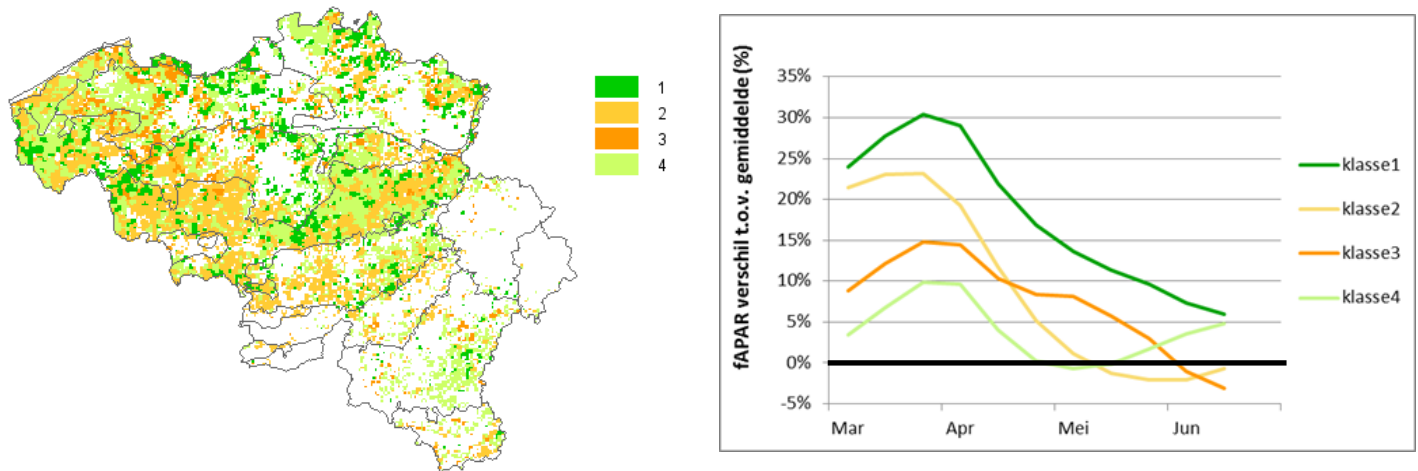 1
2
3
4
fAPAR verschil t.o.v. gemiddelde (%)
35%
30%
25%
20%
15%
10%
5%
0%
-5%
Mar Apr Mei Jun
klasse1
klasse2
klasse3
klasse4